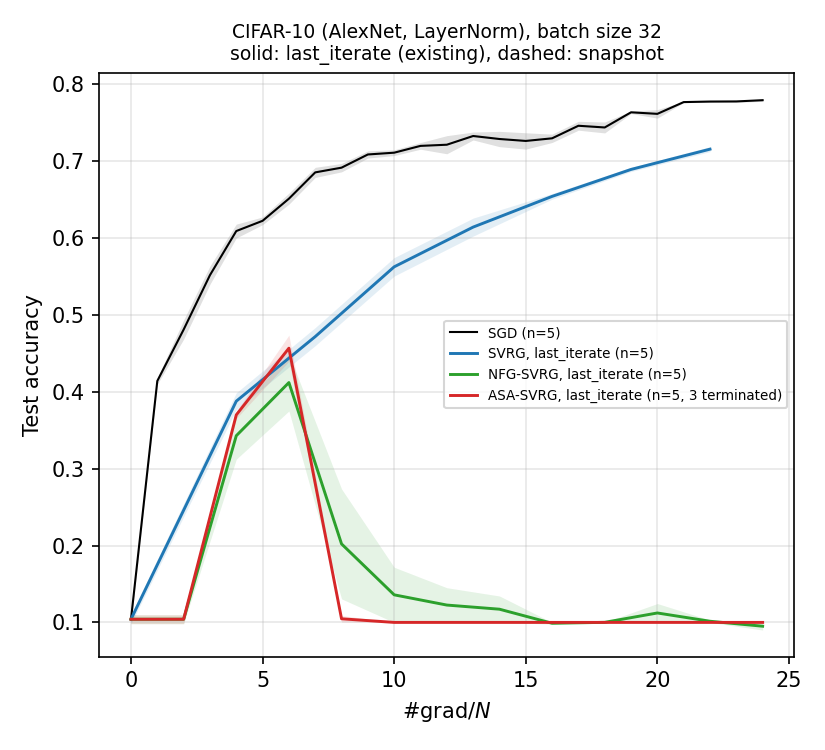 CIFAR-10 (AlexNet, LayerNorm), batch size 32
solid: last_iterate (existing), dashed: snapshot
Test accuracy
0.8
0.7
0.6
0.5
0.4
0.3
0.2
0.1
SGD (n=5)
SVRG, last_iterate (n=5)
NFG-SVRG, last_iterate (n=5)
ASA-SVRG, last_iterate (n=5, 3 terminated)
0 5 10 15 20 25
#grad/N